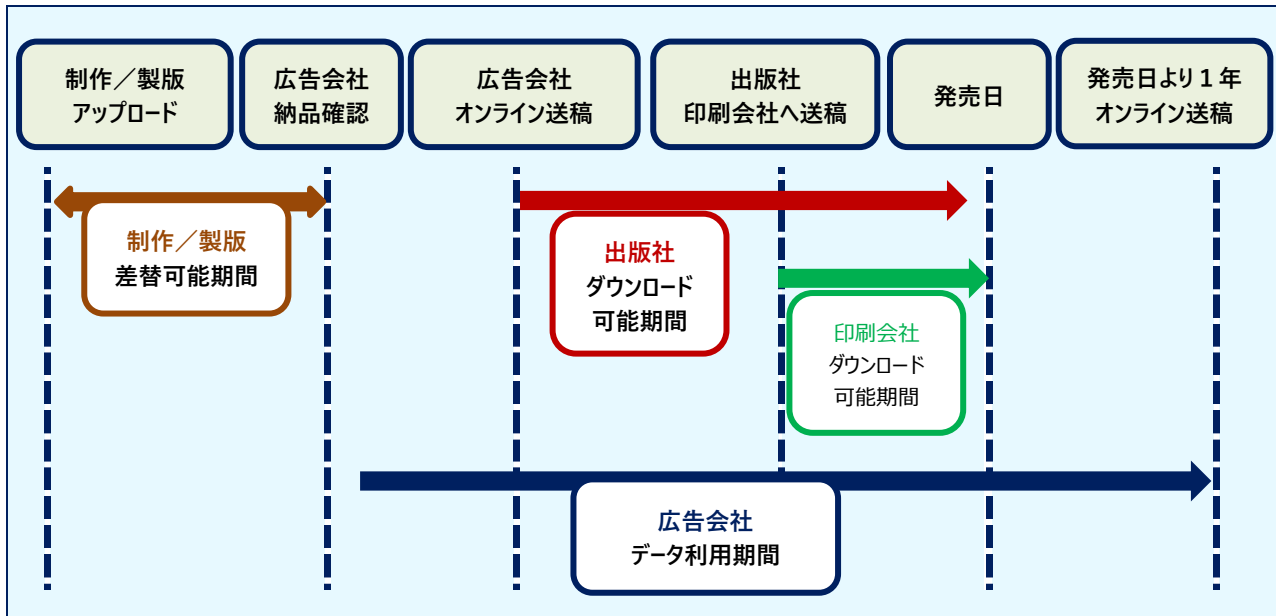 制作／製版
アップロード
広告会社
納品確認
広告会社
オンライン送稿
出版社
印刷会社へ送稿
発売日
発売日より１年
オンライン送稿
制作／製版
差替可能期間
出版社
ダウンロード
可能期間
印刷会社
ダウンロード
可能期間
広告会社
データ利用期間